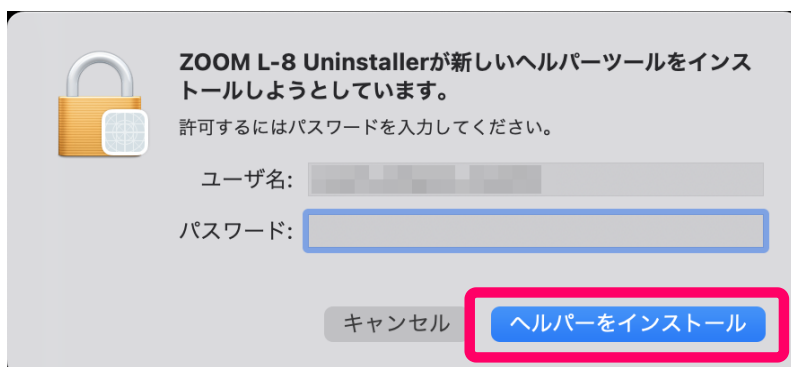 ZOOM L-8 Uninstallerが新しいヘルパーツールをインス
トールしようとしています。
許可するにはパスワードを入力してください。
ユーザ名:
パスワード:
キャンセル
ヘルパーをインストール